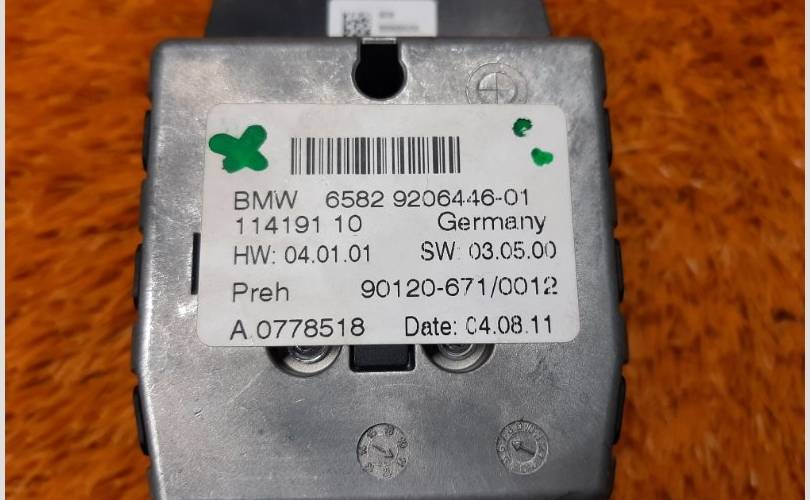 BMW 6582 9206446-01
114191 10 Germany
HW: 04.01.01 SW: 03.05.00
Preh 90120-671/0012
A 0778518 Date: 04.08.11